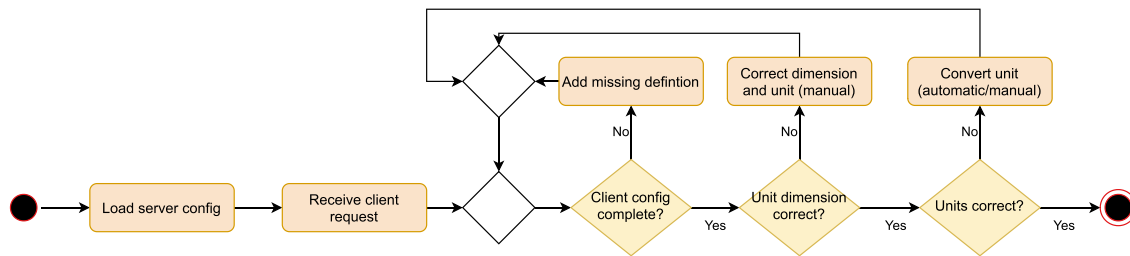 Add missing defintion
Correct dimension
and unit (manual)
Convert unit
(automatic/manual)
No
No
No
Load server config
Receive client
request
Client config
complete?
Yes
Unit dimension
correct?
Yes
Units correct?
Yes